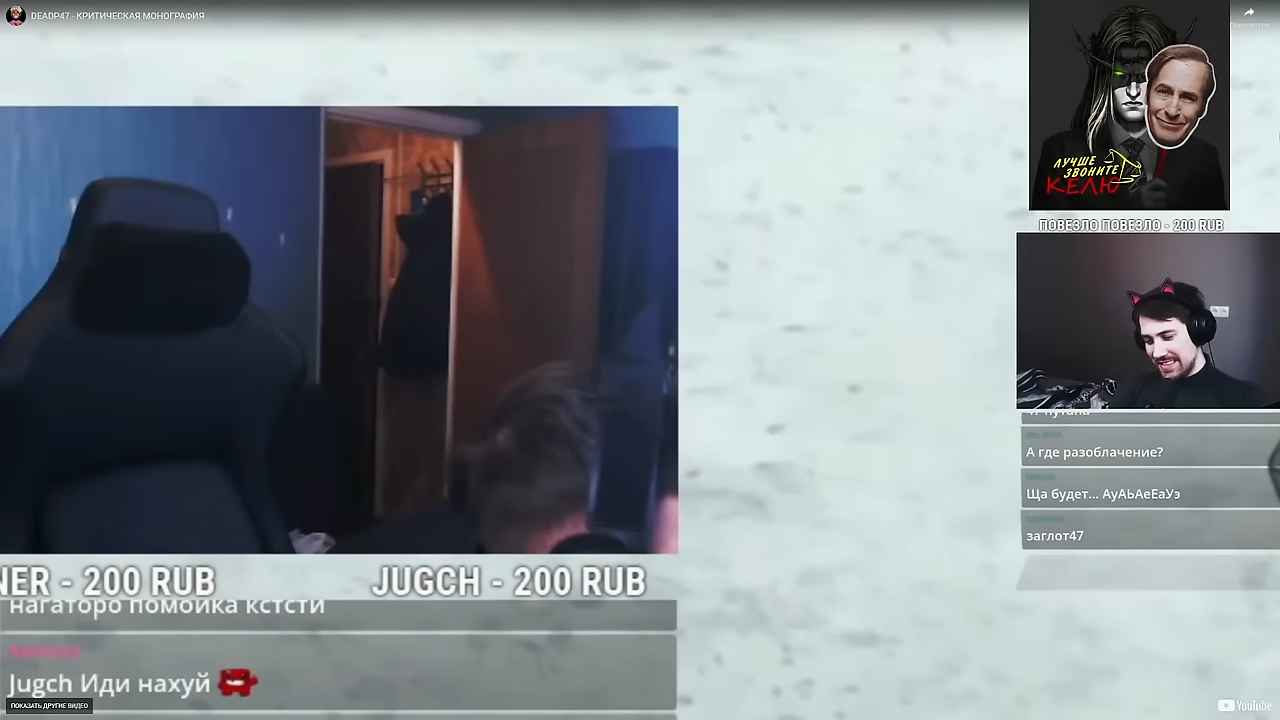 DEADP47 - КРИТИЧЕСКАЯ МОНОГРАФИЯ
Поделиться
ЛУЧШЕ
ЗВОНИТЕ
КЕЛЮ
ПОВЕЗЛО ПОВЕЗЛО - 200 RUB
А где разоблачение?
Ща будет... АуАЬАеЕаУэ
заглот47
NER - 200 RUB
JUGCH - 200 RUB
нагаторо помойка кстсти
Jugch Иди нахуй
ПОКАЗАТЬ ДРУГИЕ ВИДЕО
YouTube